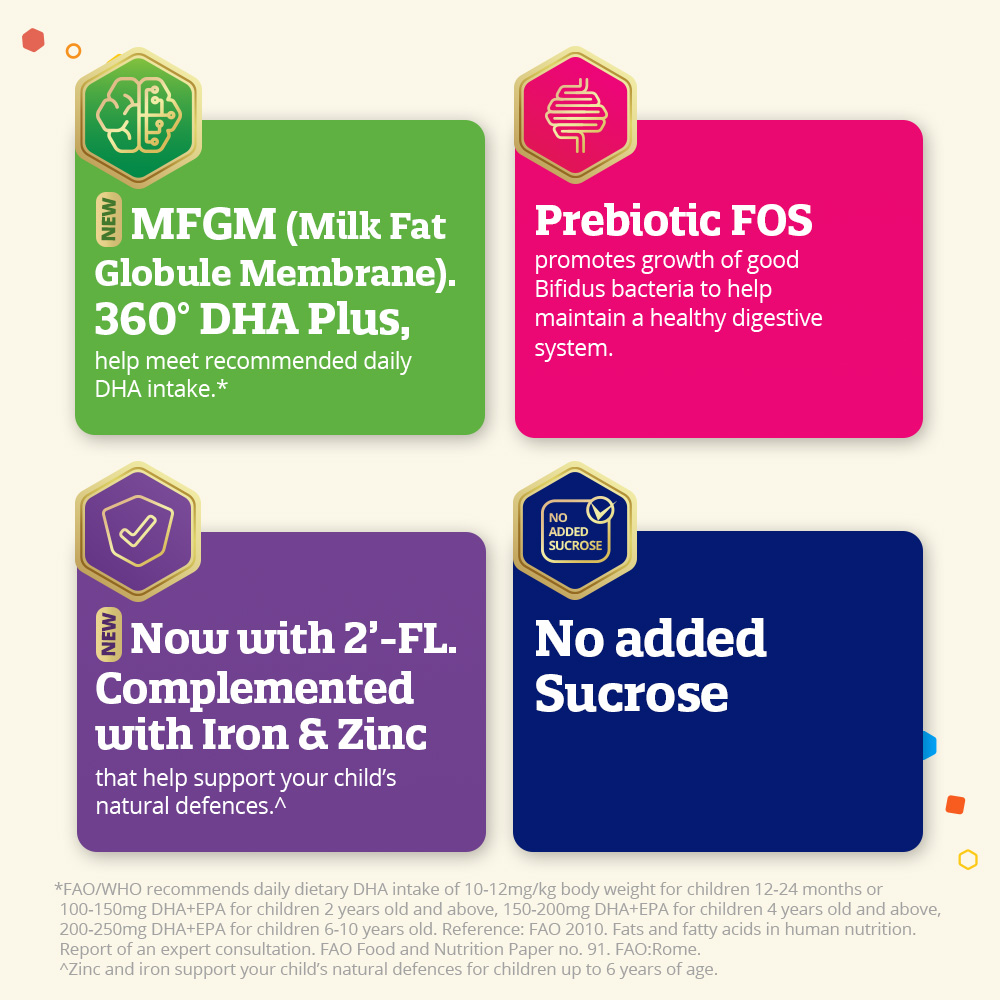 NEW MFGM (Milk Fat
Globule Membrane).
360° DHA Plus,
help meet recommended daily
DHA intake.*
Prebiotic FOS
promotes growth of good
Bifidus bacteria to help
maintain a healthy digestive
system.
NEW Now with 2’-FL.
Complemented
with Iron & Zinc
that help support your child’s
natural defences.^
NO
ADDED
SUCROSE
No added
Sucrose
*FAO/WHO recommends daily dietary DHA intake of 10-12mg/kg body weight for children 12-24 months or
100-150mg DHA+EPA for children 2 years old and above, 150-200mg DHA+EPA for children 4 years old and above,
200-250mg DHA+EPA for children 6-10 years old. Reference: FAO 2010. Fats and fatty acids in human nutrition.
Report of an expert consultation. FAO Food and Nutrition Paper no. 91. FAO:Rome.
^Zinc and iron support your child’s natural defences for children up to 6 years of age.